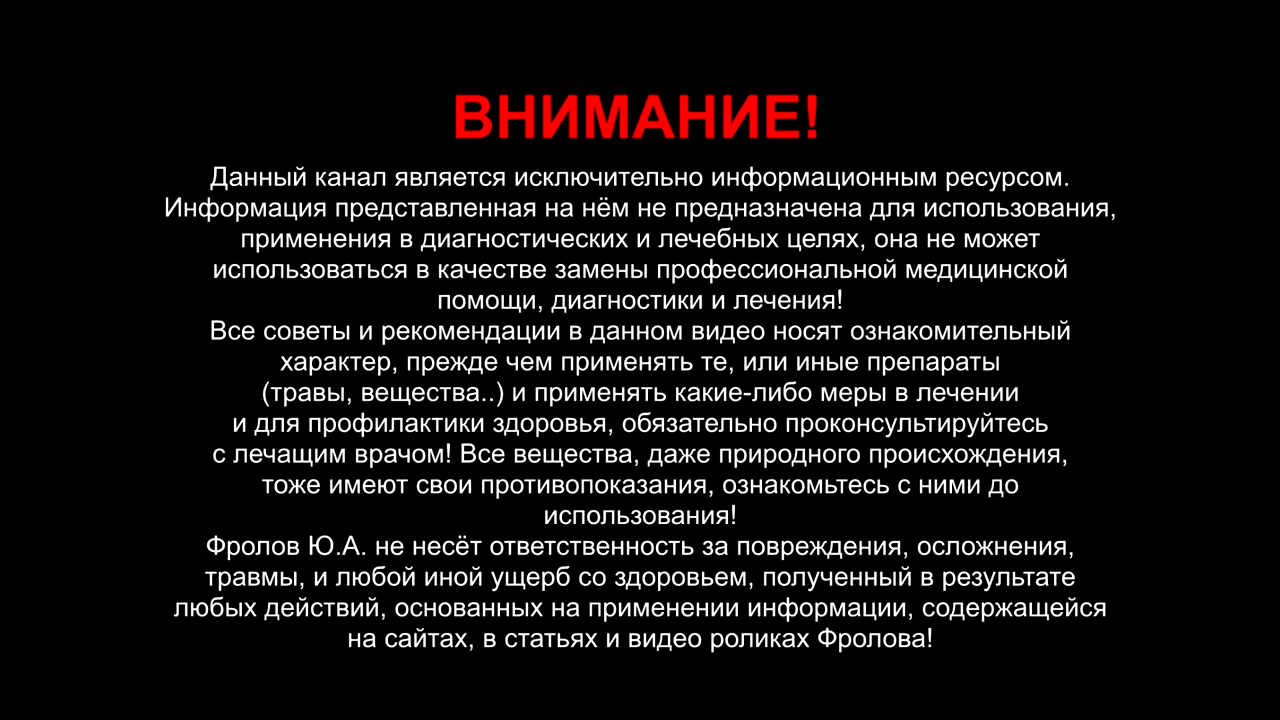 ВНИМАНИЕ!
Данный канал является исключительно информационным ресурсом.
Информация представленная на нём не предназначена для использования,
применения в диагностических и лечебных целях, она не может
использоваться в качестве замены профессиональной медицинской
помощи, диагностики и лечения!
Все советы и рекомендации в данном видео носят ознакомительный
характер, прежде чем применять те, или иные препараты
(травы, вещества..) и применять какие-либо меры в лечении
и для профилактики здоровья, обязательно проконсультируйтесь
с лечащим врачом! Все вещества, даже природного происхождения,
тоже имеют свои противопоказания, ознакомьтесь с ними до
использования!
Фролов Ю.А. не несёт ответственность за повреждения, осложнения,
травмы, и любой иной ущерб со здоровьем, полученный в результате
любых действий, основанных на применении информации, содержащейся
на сайтах, в статьях и видео роликах Фролова!